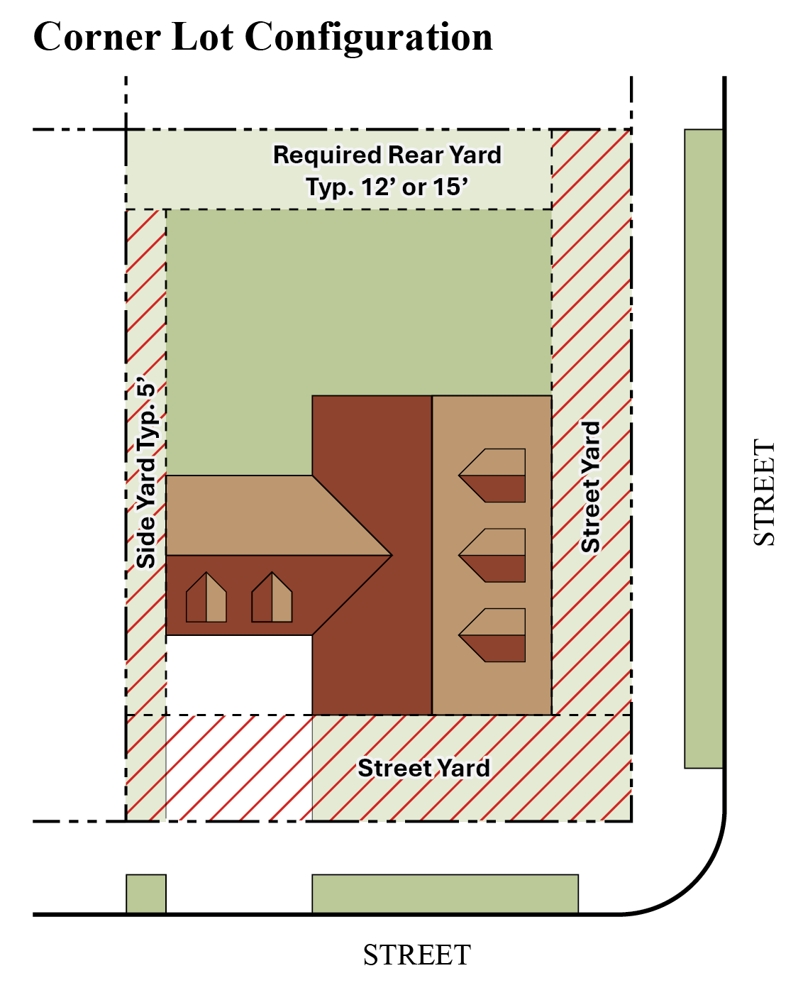 Corner Lot Configuration
Required Rear Yard
Typ. 12’ or 15’
Side Yard Typ. 5’
Street Yard
STREET
Street Yard
STREET